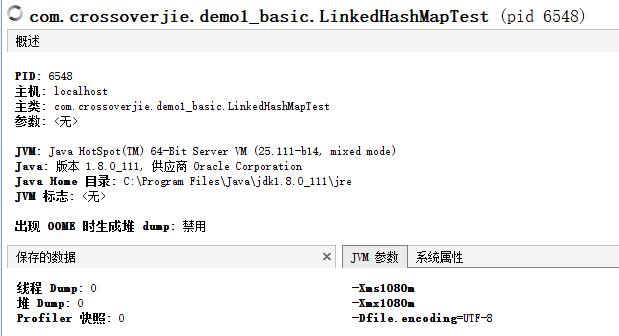 com.crossoverjie.demo1_basic.LinkedHashMapTest (pid 6548)
概述
PID: 6548
主机: localhost
主类: com.crossoverjie.demo1_basic.LinkedHashMapTest
参数: <无>
JVM: Java HotSpot(TM) 64-Bit Server VM (25.111-b14, mixed mode)
Java: 版本 1.8.0_111, 供应商 Oracle Corporation
Java Home 目录: C:\Program Files\Java\jdk1.8.0_111\jre
JVM 标志: <无>
出现 OOME 时生成堆 dump: 禁用
保存的数据
线程 Dump: 0
堆 Dump: 0
Profiler 快照: 0
JVM 参数 系统属性
-Xms1080m
-Xmx1080m
-Dfile.encoding=UTF-8